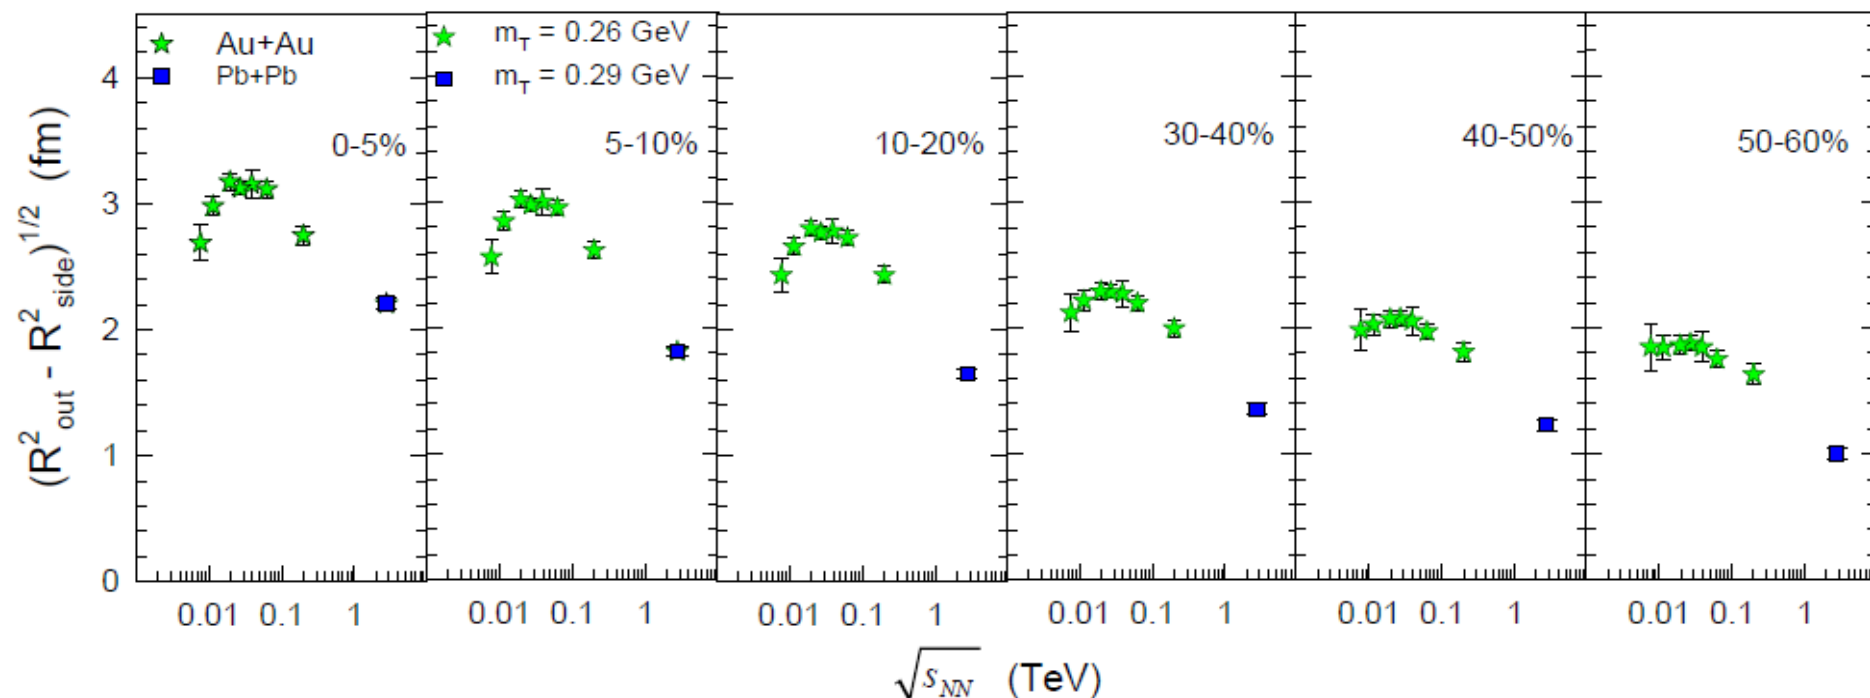 Au+Au
Pb+Pb
m_T = 0.26 GeV
m_T = 0.29 GeV
0-5%
5-10%
10-20%
30-40%
40-50%
50-60%
(R²out - R²side)^1/2 (fm)
4
3
2
1
0
0.01 0.1 1
0.01 0.1 1
0.01 0.1 1
0.01 0.1 1
0.01 0.1 1
0.01 0.1 1
√s_NN (TeV)